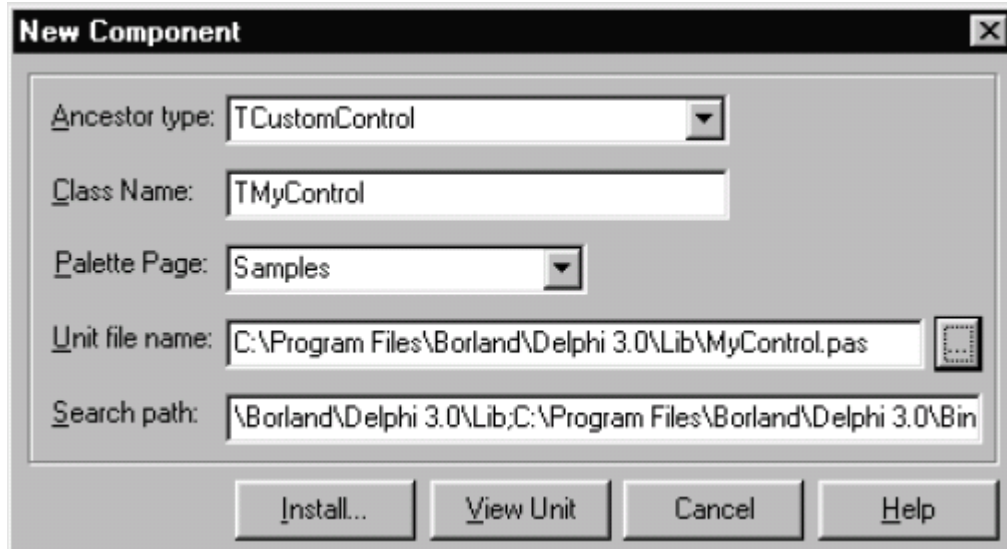 New Component
Ancestor type: TCustomControl
Class Name: TMyControl
Palette Page: Samples
Unit file name: C:\Program Files\Borland\Delphi 3.0\Lib\MyControl.pas ...
Search path: \Borland\Delphi 3.0\Lib;C:\Program Files\Borland\Delphi 3.0\Bin
Install... View Unit Cancel Help